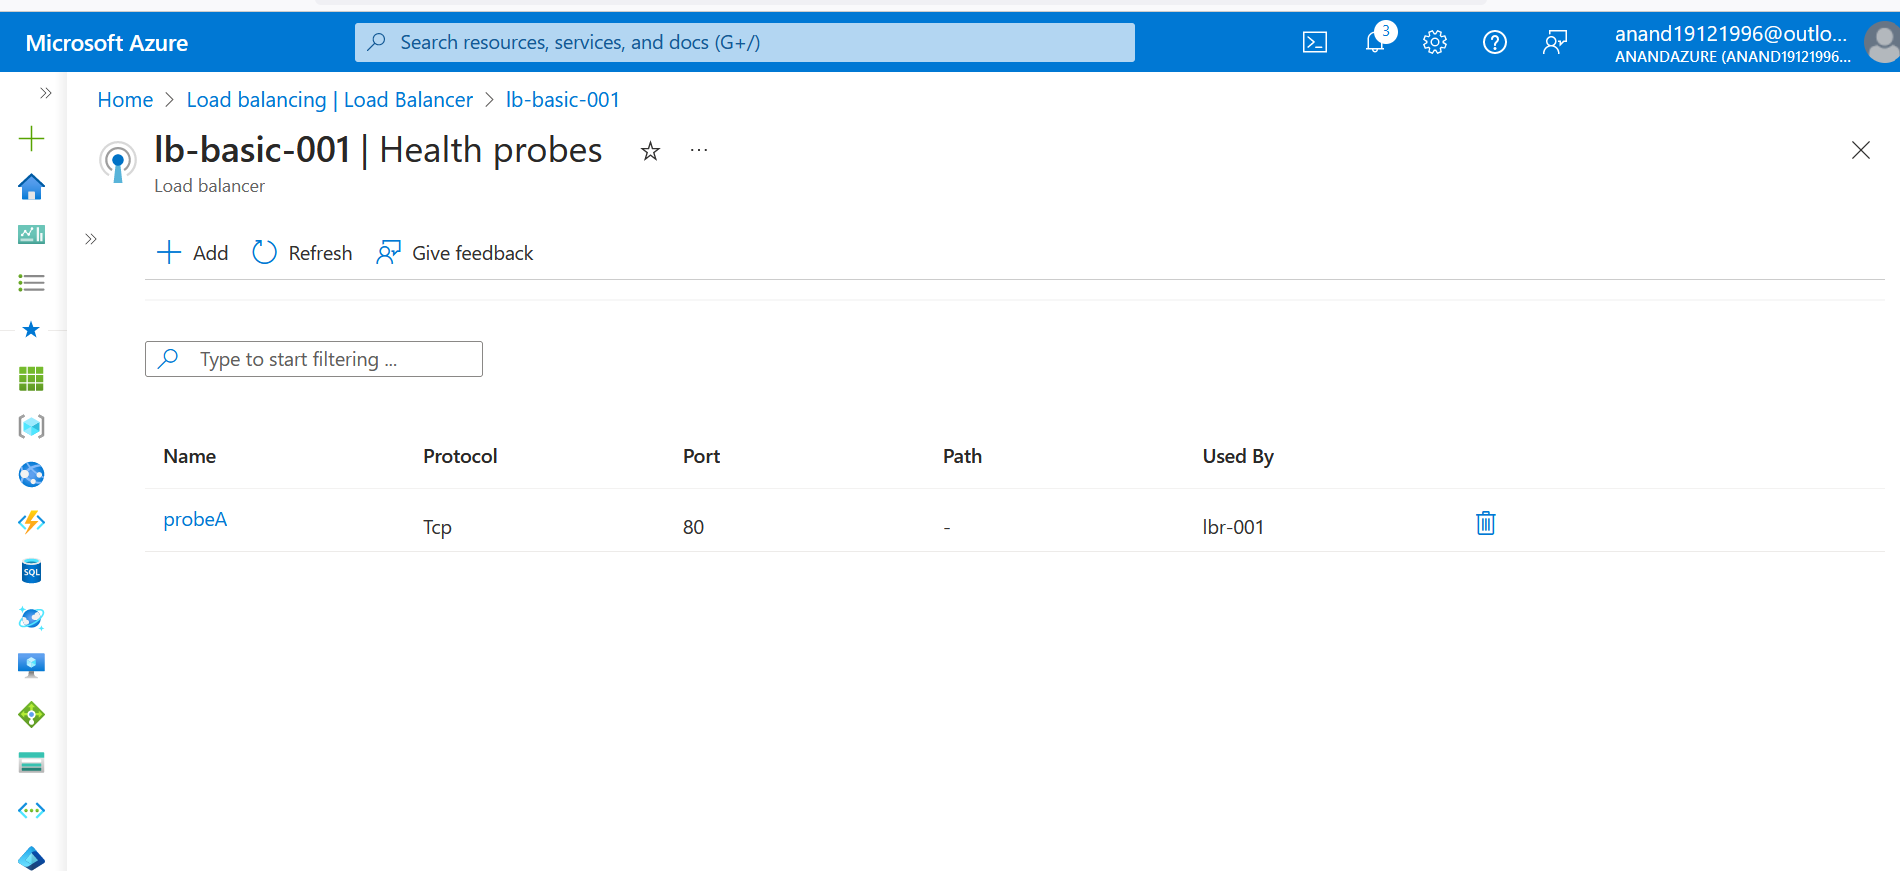 Microsoft Azure
Search resources, services, and docs (G+/)
3
anand19121996@outlo...
ANANDAZURE (ANAND19121996...
Home > Load balancing | Load Balancer > lb-basic-001
lb-basic-001 | Health probes
Load balancer
Add
Refresh
Give feedback
Type to start filtering ...
Name Protocol Port Path Used By
probeA Tcp 80 - lbr-001
SQL